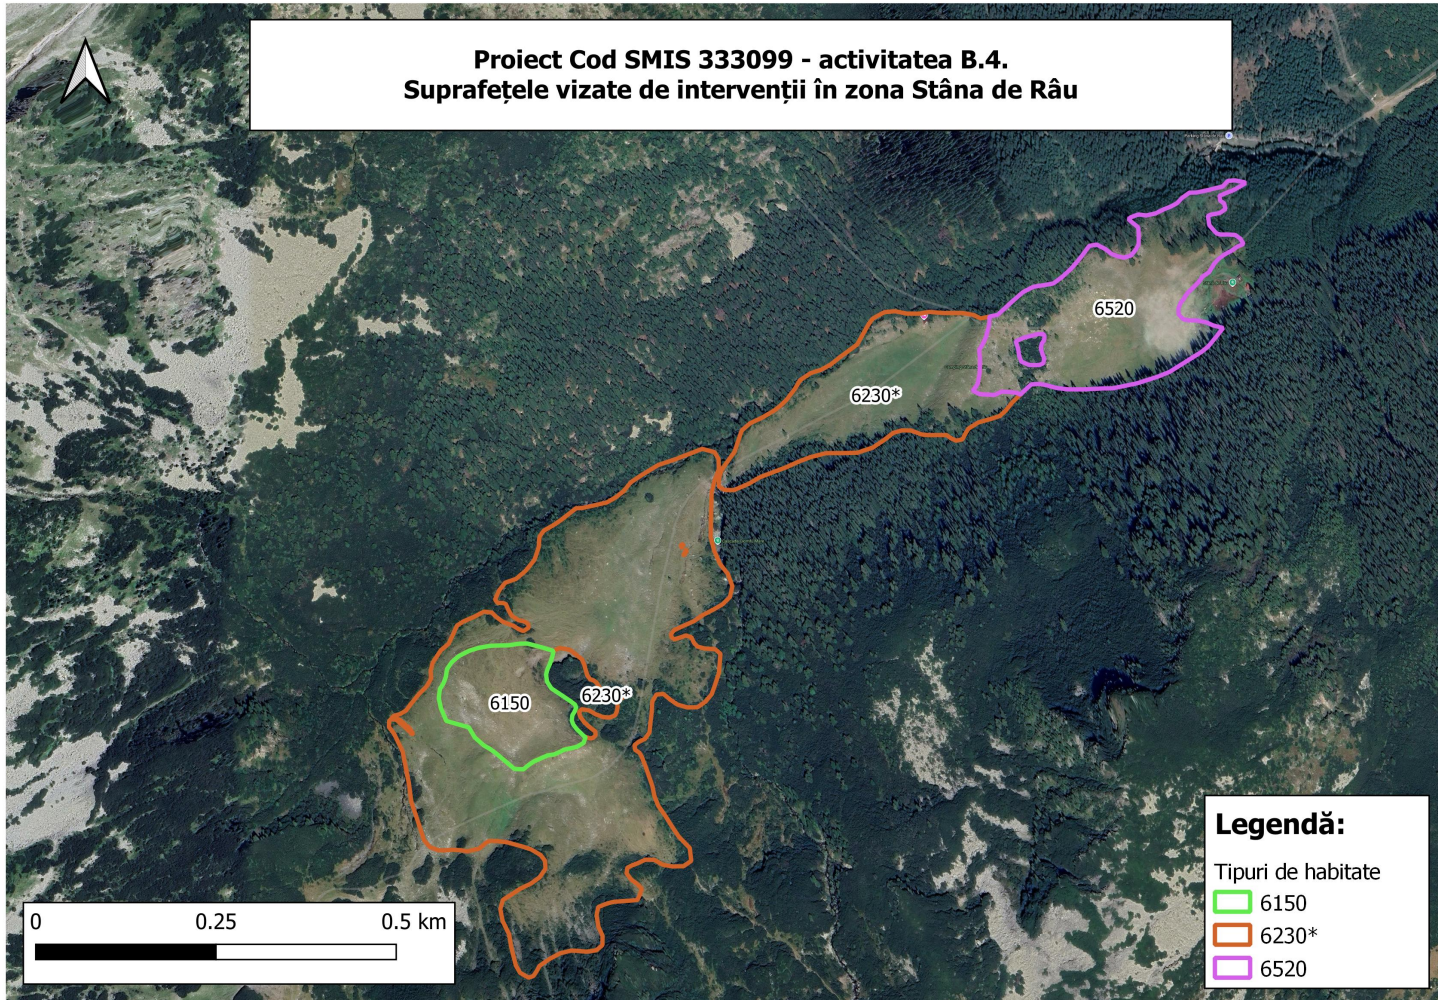 Proiect Cod SMIS 333099 - activitatea B.4.
Suprafețele vizate de intervenții în zona Stâna de Râu
6520
6230*
6230*
6150
Legendă:
Tipuri de habitate
6150
6230*
6520
0 0.25 0.5 km